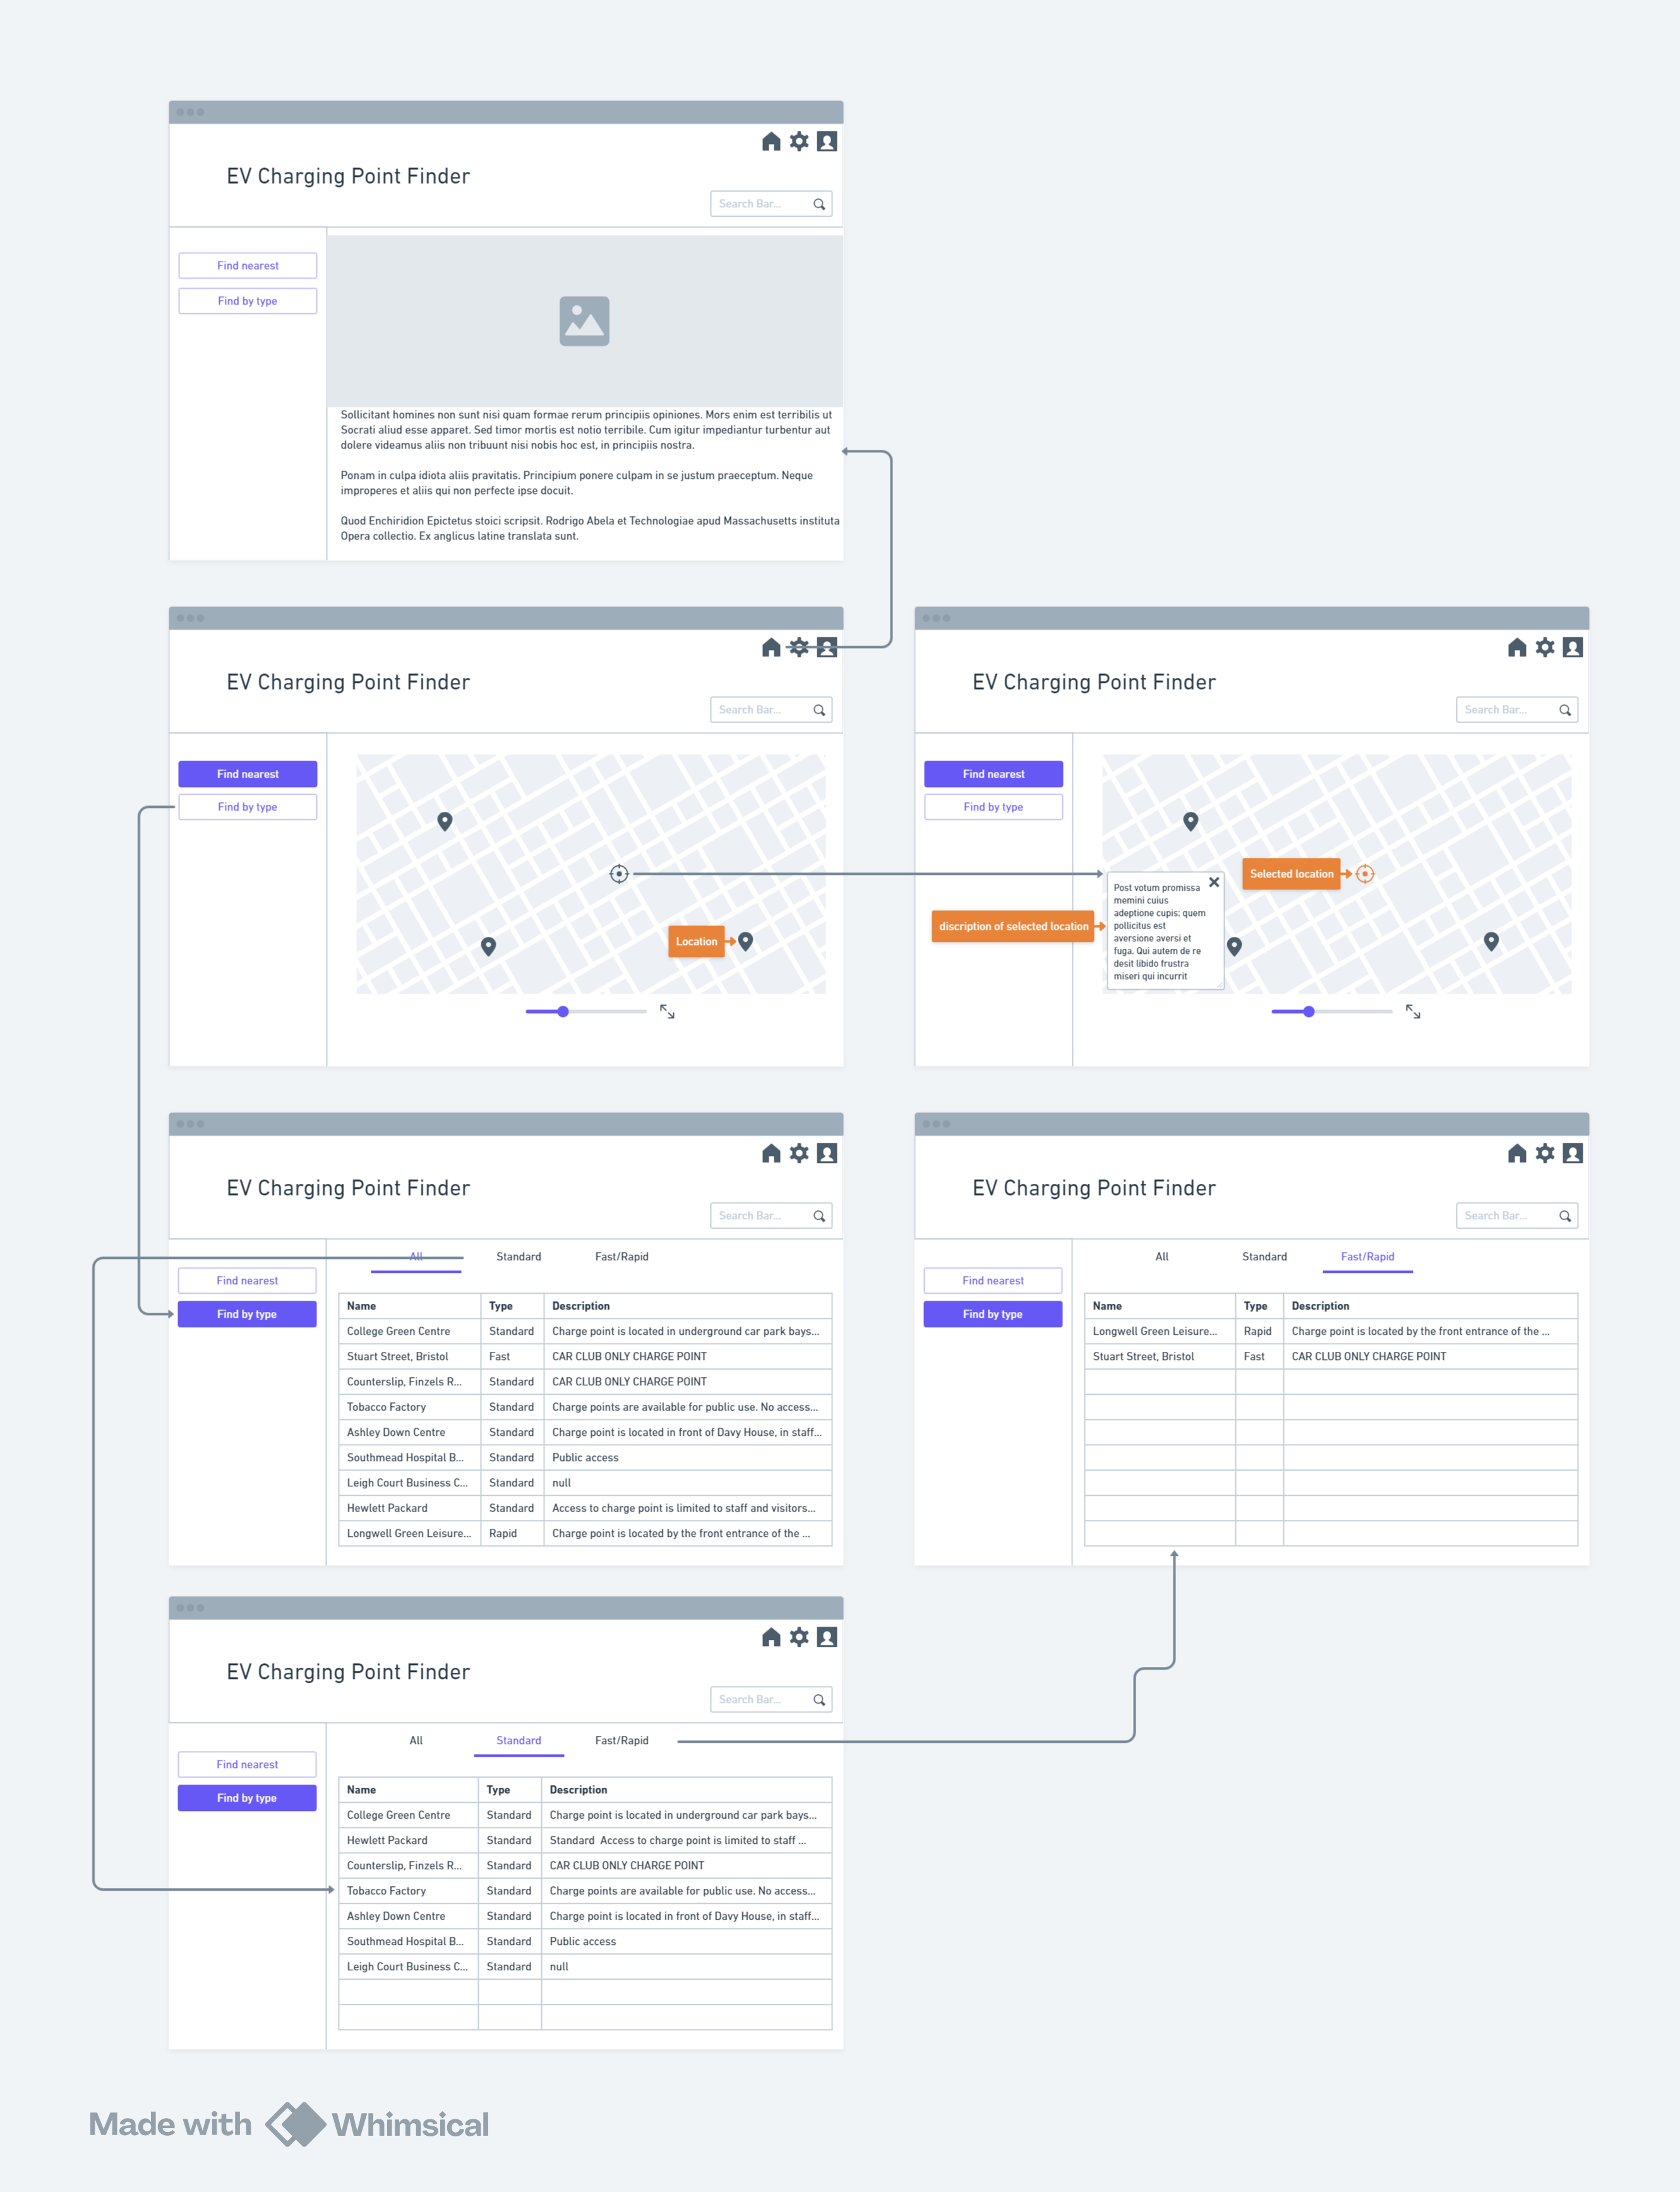 EV Charging Point Finder
Search Bar...
Find nearest
Find by type
Sollicitant homines non sunt nisi quam formae rerum principiis opiniones. Mors enim est terribilis ut
Socrati aliud esse apparet. Sed timor mortis est notio terribile. Cum igitur impediantur turbentur aut
dolere videamus aliis non tribuunt nisi nobis hoc est, in principiis nostra.
Ponam in culpa idiota aliis pravitatis. Principium ponere culpam in se justum praeceptum. Neque
improperes et aliis qui non perfecte ipse docuit.
Quod Enchiridion Epictetus stoici scripsit. Rodrigo Abela et Technologiae apud Massachusetts instituta
Opera collectio. Ex anglicus latine translata sunt.
EV Charging Point Finder
Search Bar...
Find nearest
Find by type
Location
EV Charging Point Finder
Search Bar...
Find nearest
Find by type
Selected location
discription of selected location
Post votum promissa
memini cuius
adeptione cupis; quem
pollicitus est
aversione aversi et
fuga. Qui autem de re
desit libido frustra
miseri qui incurrit
EV Charging Point Finder
Search Bar...
All Standard Fast/Rapid
Find nearest
Find by type
Name Type Description
College Green Centre Standard Charge point is located in underground car park bays...
Stuart Street, Bristol Fast CAR CLUB ONLY CHARGE POINT
Counterslip, Finzels R... Standard CAR CLUB ONLY CHARGE POINT
Tobacco Factory Standard Charge points are available for public use. No access...
Ashley Down Centre Standard Charge point is located in front of Davy House, in staff...
Southmead Hospital B... Standard Public access
Leigh Court Business C... Standard null
Hewlett Packard Standard Access to charge point is limited to staff and visitors...
Longwell Green Leisure... Rapid Charge point is located by the front entrance of the ...
EV Charging Point Finder
Search Bar...
All Standard Fast/Rapid
Find nearest
Find by type
Name Type Description
Longwell Green Leisure... Rapid Charge point is located by the front entrance of the ...
Stuart Street, Bristol Fast CAR CLUB ONLY CHARGE POINT
EV Charging Point Finder
Search Bar...
All Standard Fast/Rapid
Find nearest
Find by type
Name Type Description
College Green Centre Standard Charge point is located in underground car park bays...
Hewlett Packard Standard Standard Access to charge point is limited to staff ...
Counterslip, Finzels R... Standard CAR CLUB ONLY CHARGE POINT
Tobacco Factory Standard Charge points are available for public use. No access...
Ashley Down Centre Standard Charge point is located in front of Davy House, in staff...
Southmead Hospital B... Standard Public access
Leigh Court Business C... Standard null
Made with Whimsical